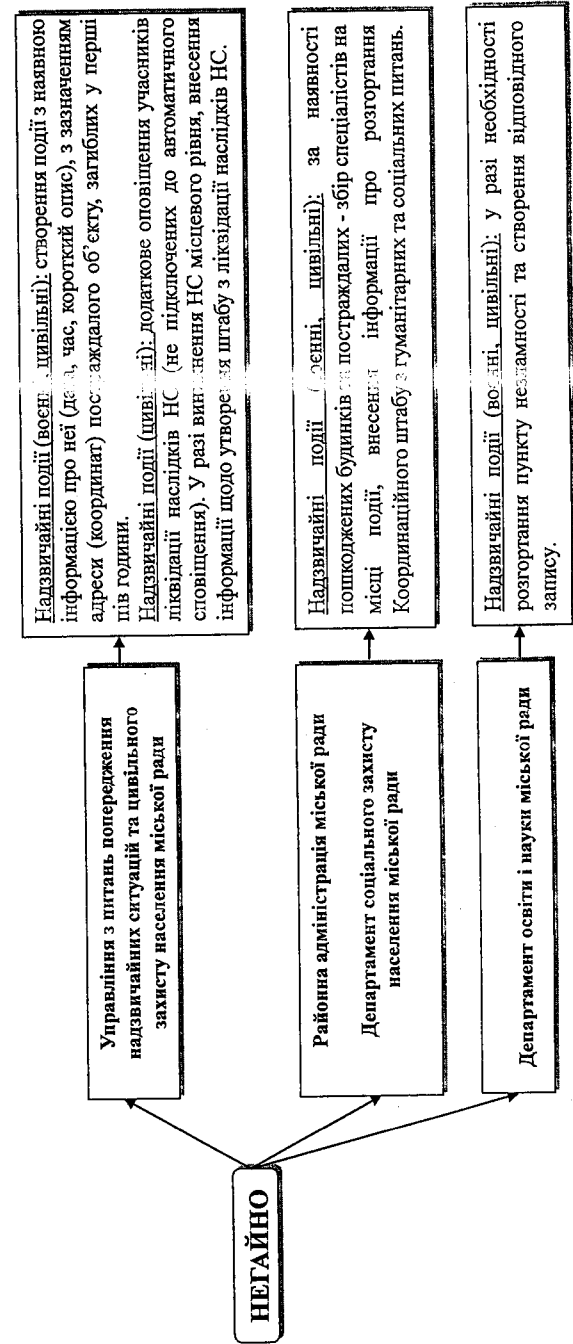 НЕГАЙНО
Управління з питань попередження
надзвичайних ситуацій та цивільного
захисту населення міської ради
Надзвичайні події (воєнні, цивільні): створення події з наявною
інформацією про неї (дата, час, короткий опис), з зазначенням
адреси (координат) постраждалого об’єкту, загиблих у перші
пів години.
Надзвичайні події (цивільні): додаткове оповіщення учасників
ліквідації наслідків НС (не підключених до автоматичного
сповіщення). У разі виникнення НС місцевого рівня, внесення
інформації щодо утворення штабу з ліквідації наслідків НС.
Районна адміністрація міської ради
Департамент соціального захисту
населення міської ради
Надзвичайні події (воєнні, цивільні): за наявності
пошкоджених будинків та постраждалих - збір спеціалістів на
місці події, внесення інформації про розгортання
Координаційного штабу з гуманітарних та соціальних питань.
Департамент освіти і науки міської ради
Надзвичайні події (воєнні, цивільні): у разі необхідності
розгортання пункту незламності та створення відповідного
запису.